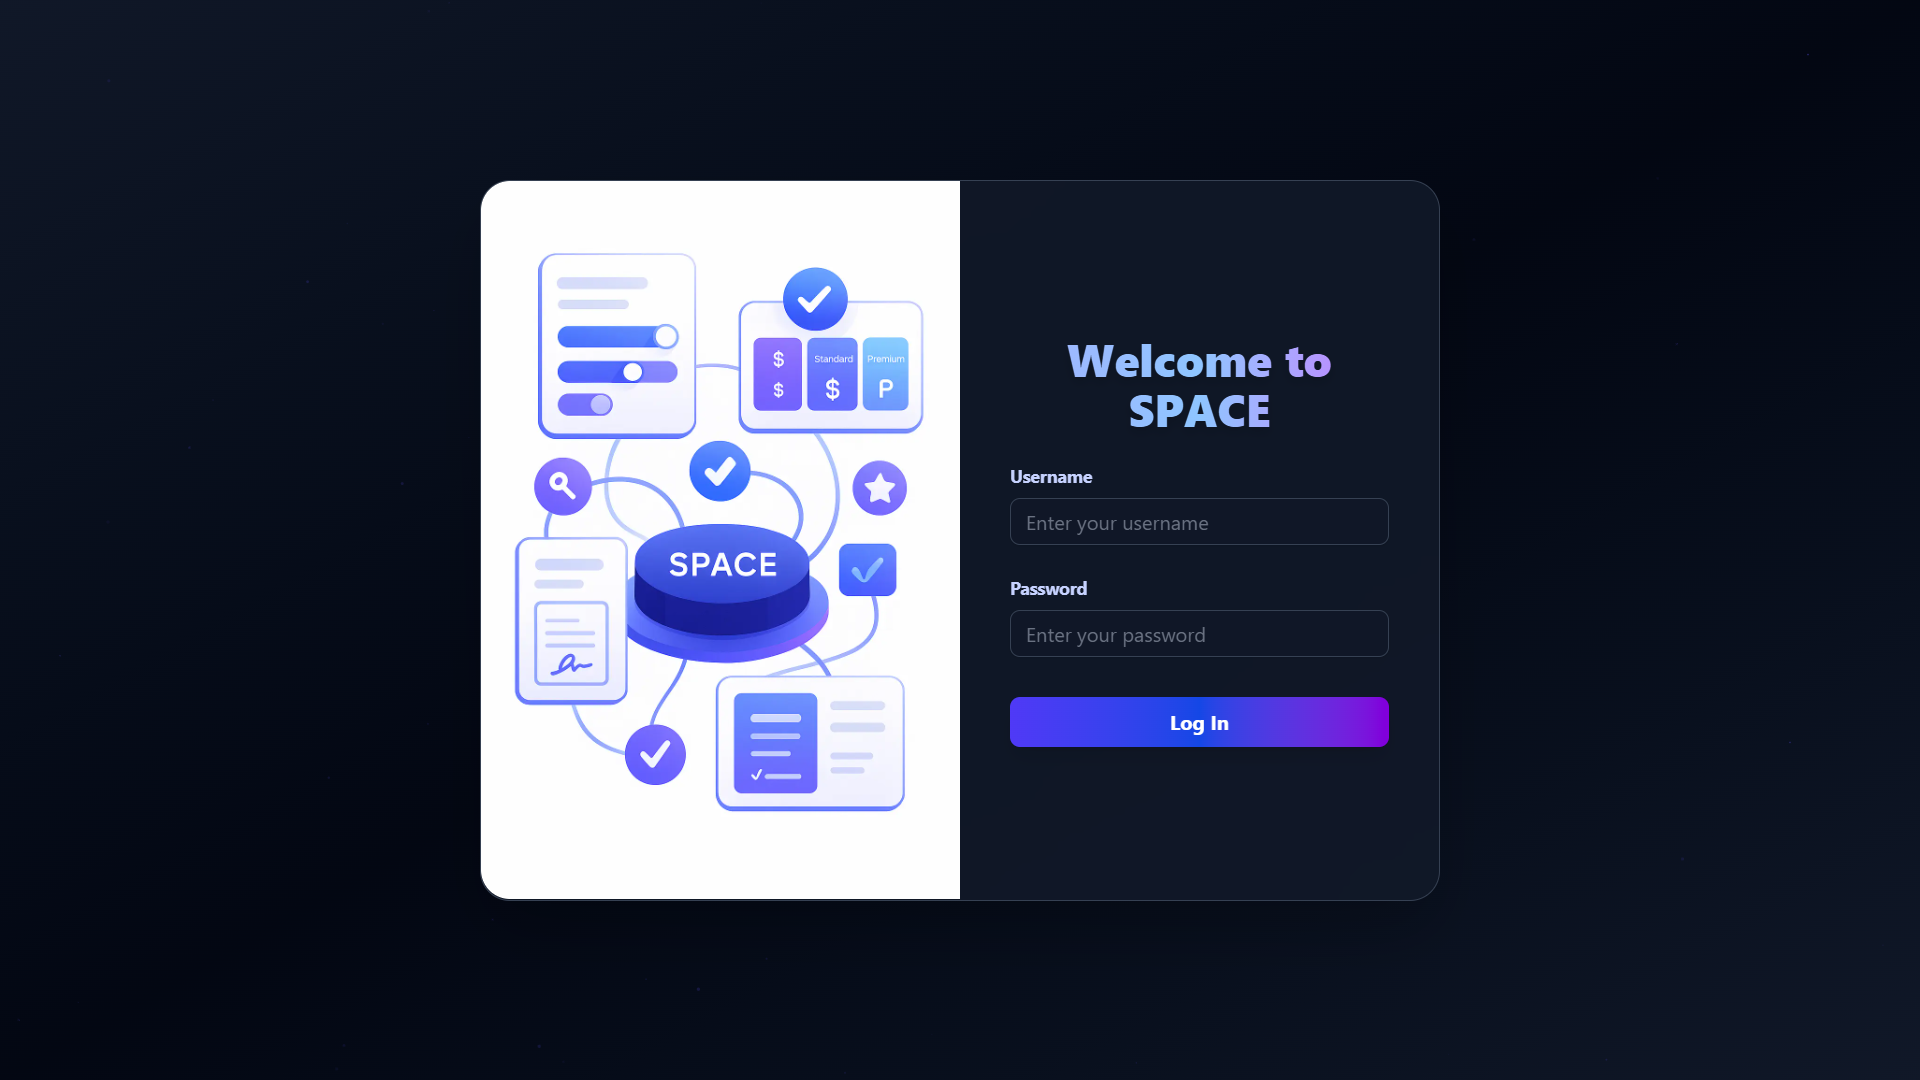 $
$
Standard
$
Premium
P
SPACE
Welcome to
SPACE
Username
Enter your username
Password
Enter your password
Log In